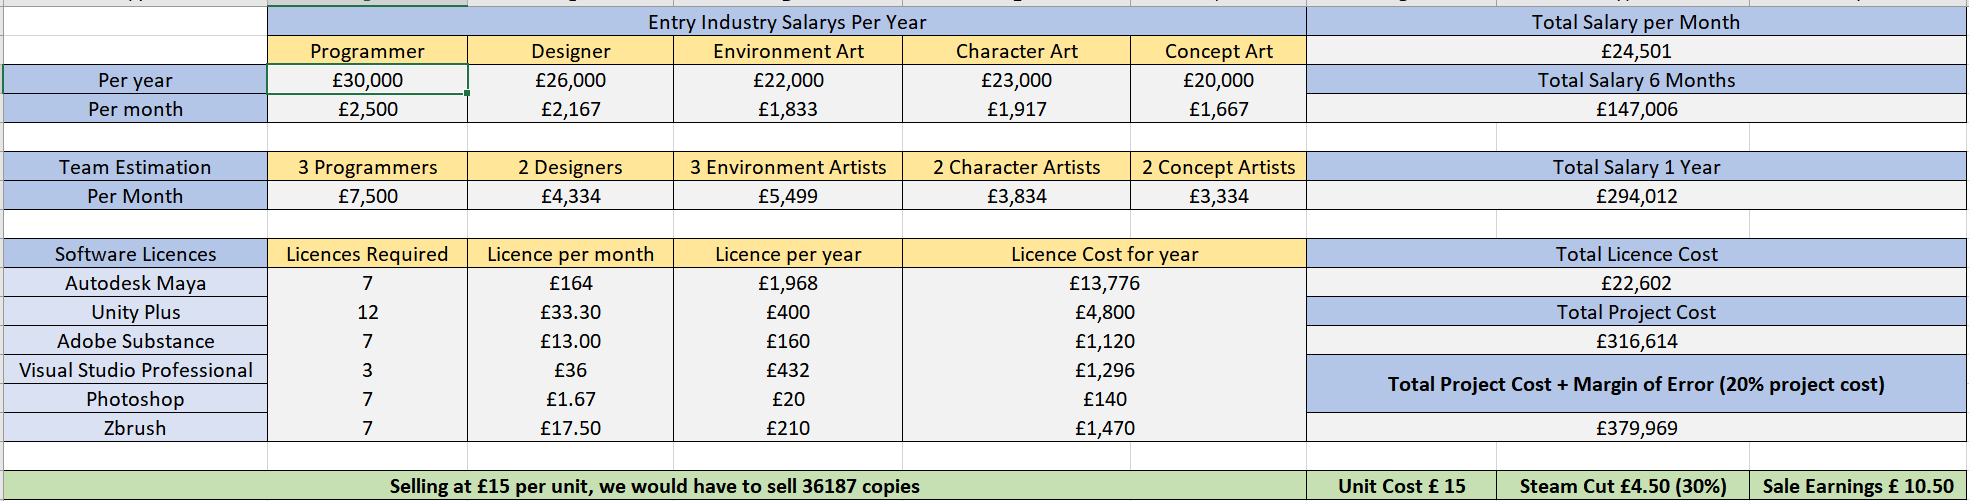 Entry Industry Salarys Per Year Total Salary per Month
Programmer Designer Environment Art Character Art Concept Art £24,501
Per year £30,000 £26,000 £22,000 £23,000 £20,000 Total Salary 6 Months
Per month £2,500 £2,167 £1,833 £1,917 £1,667 £147,006
Team Estimation 3 Programmers 2 Designers 3 Environment Artists 2 Character Artists 2 Concept Artists Total Salary 1 Year
Per Month £7,500 £4,334 £5,499 £3,834 £3,334 £294,012
Software Licences Licences Required Licence per month Licence per year Licence Cost for year Total Licence Cost
Autodesk Maya 7 £164 £1,968 £13,776 £22,602
Unity Plus 12 £33.30 £400 £4,800 Total Project Cost
Adobe Substance 7 £13.00 £160 £1,120 £316,614
Visual Studio Professional 3 £36 £432 £1,296 Total Project Cost + Margin of Error (20% project cost)
Photoshop 7 £1.67 £20 £140
Zbrush 7 £17.50 £210 £1,470 £379,969
Selling at £15 per unit, we would have to sell 36187 copies Unit Cost £ 15 Steam Cut £4.50 (30%) Sale Earnings £ 10.50